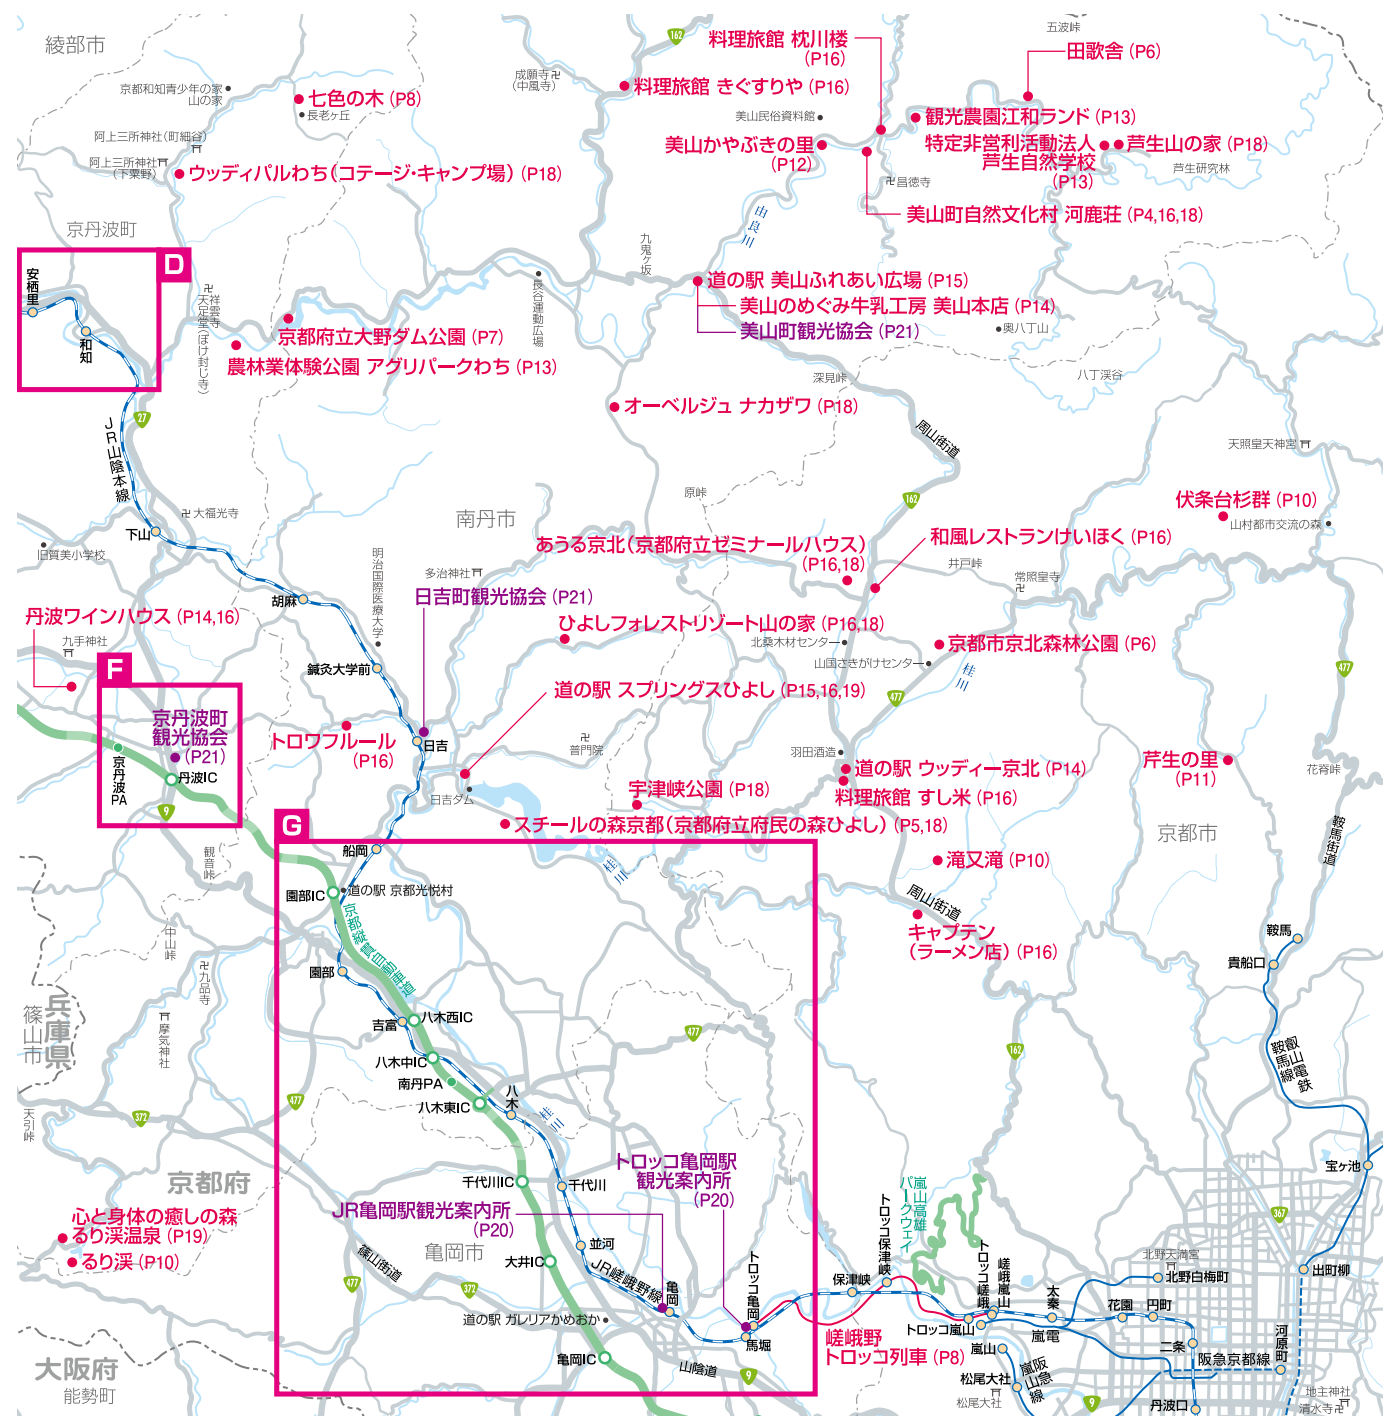 綾部市
五波峠
162
料理旅館 枕川楼
(P16)
田歌舎 (P6)
京都和知青少年の家
山の家
七色の木 (P8)
長老ヶ丘
成願寺卍
(中風寺)
料理旅館 きぐすりや (P16)
美山民俗資料館
観光農園江和ランド (P13)
阿上三所神社(町細谷)
美山かやぶきの里
(P12)
特定非営利活動法人
芦生自然学校
(P13)
芦生山の家 (P18)
芦生研究林
阿上三所神社
(下粟野)
ウッディパルわち(コテージ・キャンプ場) (P18)
卍昌徳寺
美山町自然文化村 河鹿荘 (P4,16,18)
京丹波町
由良川
九鬼ヶ坂
D
安栖里
和知
卍祥雲寺
天足堂(ぼけ封じ寺)
長谷運動広場
道の駅 美山ふれあい広場 (P15)
美山のめぐみ牛乳工房 美山本店 (P14)
美山町観光協会 (P21)
奥八丁山
京都府立大野ダム公園 (P7)
農林業体験公園 アグリパークわち (P13)
深見峠
八丁渓谷
27
JR山陰本線
オーベルジュ ナカザワ (P18)
周山街道
天照皇大神宮
原峠
162
伏条台杉群 (P10)
山村都市交流の森
卍大福光寺
下山
南丹市
旧質美小学校
明治国際医療大学
あうる京北(京都府立ゼミナールハウス)
(P16,18)
和風レストランけいほく (P16)
井戸峠
常照皇寺
卍
多治神社
胡麻
日吉町観光協会 (P21)
丹波ワインハウス (P14,16)
九手神社
ひよしフォレストリゾート山の家 (P16,18)
北桑木材センター
京都市京北森林公園 (P6)
山国さきがけセンター
桂川
477
F
鍼灸大学前
道の駅 スプリングスひよし (P15,16,19)
477
京丹波町
観光協会
(P21)
京丹波PA
丹波IC
9
トロワフルール
(P16)
日吉
卍
普門院
羽田酒造
道の駅 ウッディー京北 (P14)
料理旅館 すし米 (P16)
芹生の里
(P11)
花脊峠
日吉ダム
宇津峡公園 (P18)
スチールの森京都(京都府立府民の森ひよし) (P5,18)
G
京都市
鞍馬街道
観音峠
船岡
桂川
滝又滝 (P10)
園部IC
道の駅 京都光悦村
京都縦貫自動車道
周山街道
キャプテン
(ラーメン店) (P16)
中山峠
卍九品寺
園部
鞍馬
貴船口
兵庫県
篠山市
摩気神社
吉富
八木西IC
477
162
八木中IC
南丹PA
八木東IC
八木
桂川
叡山電鉄
鞍馬線
天引峠
372
477
京都府
千代川IC
千代川
トロッコ亀岡駅
観光案内所
(P20)
JR亀岡駅観光案内所
(P20)
嵐山高雄
パークウェイ
宝ヶ池
367
心と身体の癒しの森
るり渓温泉 (P19)
るり渓 (P10)
亀岡市
篠山街道
大井IC
並河
JR嵯峨野線
亀岡
トロッコ亀岡
保津峡
トロッコ保津峡
トロッコ嵯峨
嵯峨嵐山
太秦
北野天満宮
北野白梅町
出町柳
477
372
道の駅 ガレリアかめおか
馬堀
トロッコ嵐山
花園
円町
嵐電
二条
河原町
嵯峨野
トロッコ列車 (P8)
嵐山
阪急京都線
亀岡IC
山陰道
9
大阪府
能勢町
松尾大社
松尾大社
阪急
嵐山線
9
丹波口
地主神社
清水寺卍